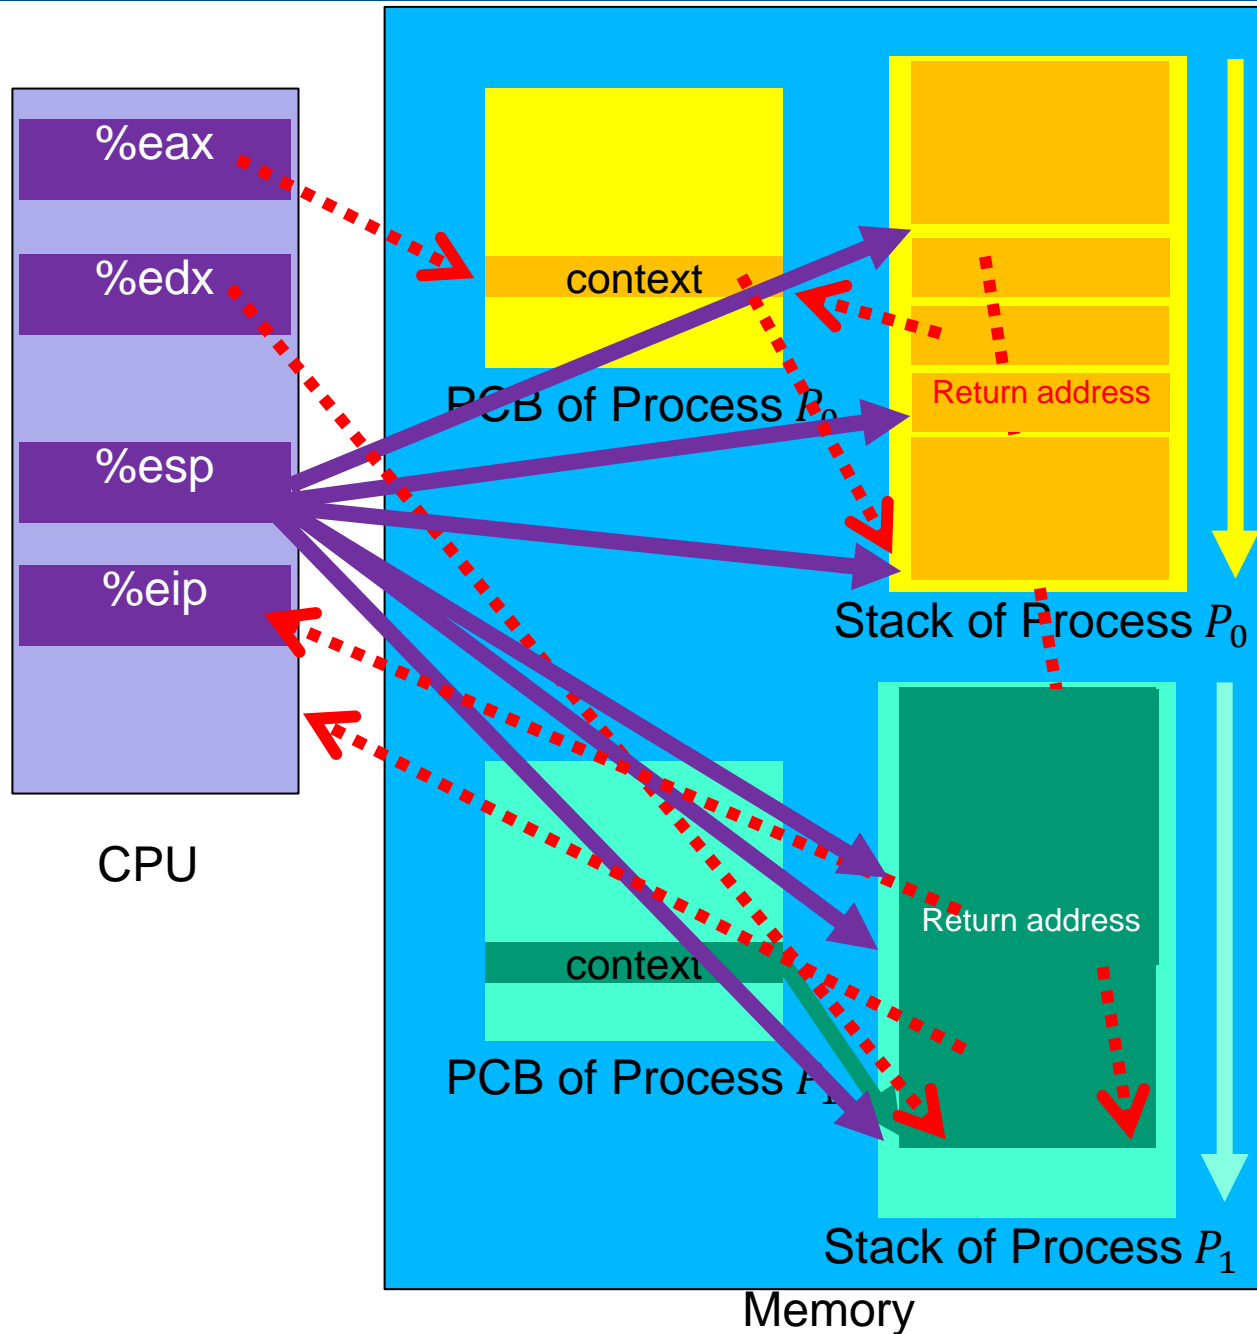 %eax
%edx
%esp
%eip
CPU
context
PCB of Process P₀
Return address
Stack of Process P₀
context
PCB of Process P₁
Return address
Stack of Process P₁
Memory